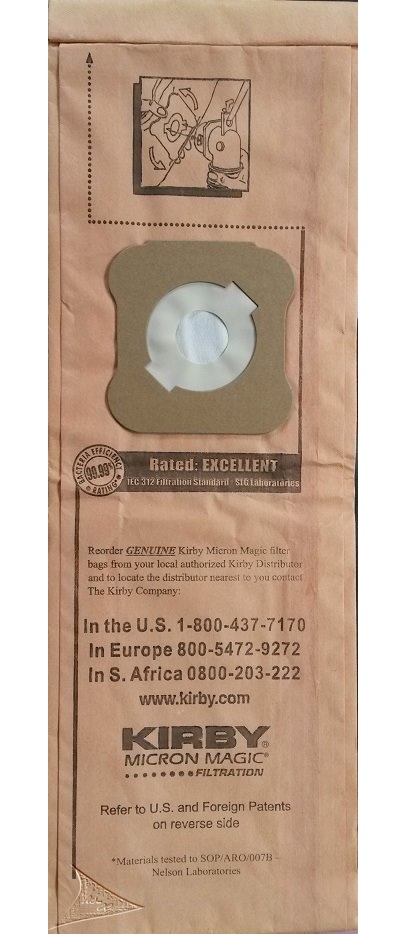 BACTERIA EFFICIENCY
99.99%
RATING*
Rated: EXCELLENT
IEC 312 Filtration Standard - SLG Laboratories
Reorder GENUINE Kirby Micron Magic filter
bags from your local authorized Kirby Distributor
and to locate the distributor nearest to you contact
The Kirby Company:
In the U.S. 1-800-437-7170
In Europe 800-5472-9272
In S. Africa 0800-203-222
www.kirby.com
KIRBY®
MICRON MAGIC®
FILTRATION
Refer to U.S. and Foreign Patents
on reverse side
*Materials tested to SOP/ARO/007B -
Nelson Laboratories